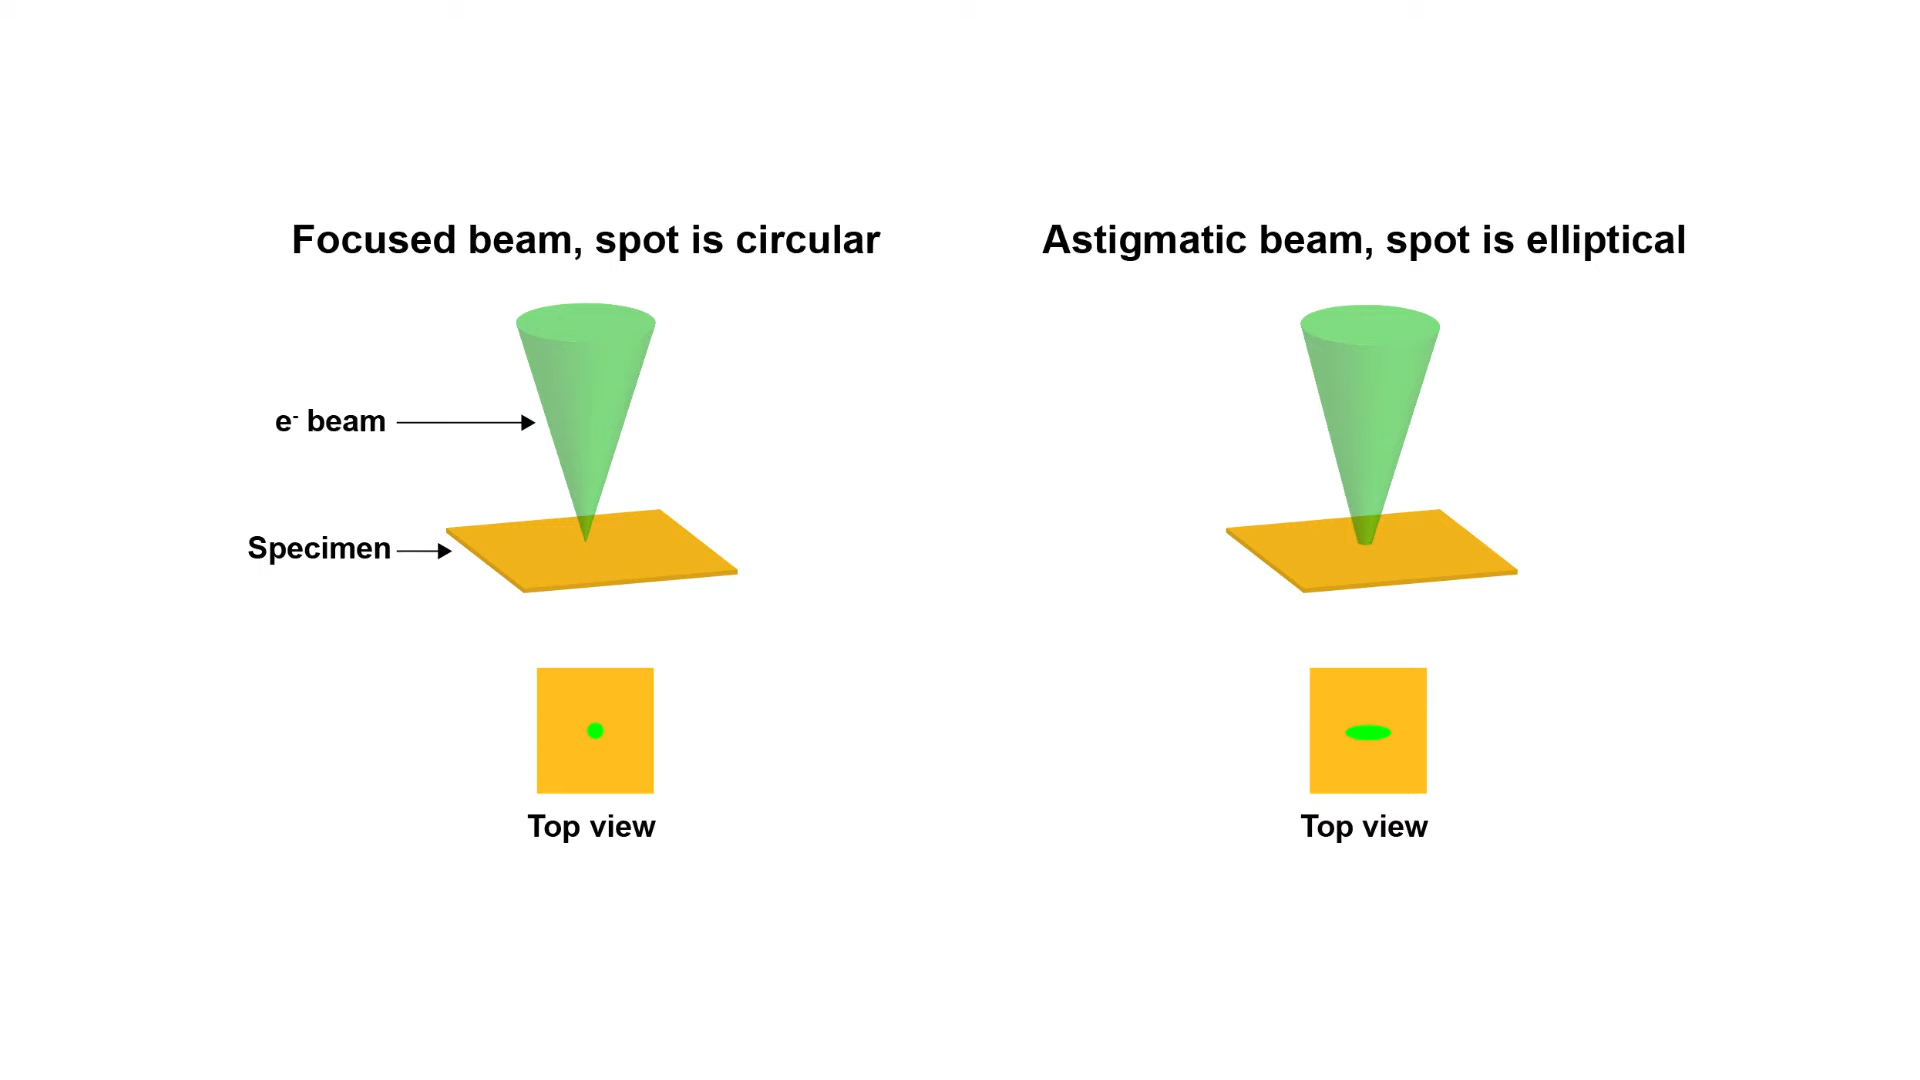 Focused beam, spot is circular
Astigmatic beam, spot is elliptical
e⁻ beam
Specimen
Top view
Top view